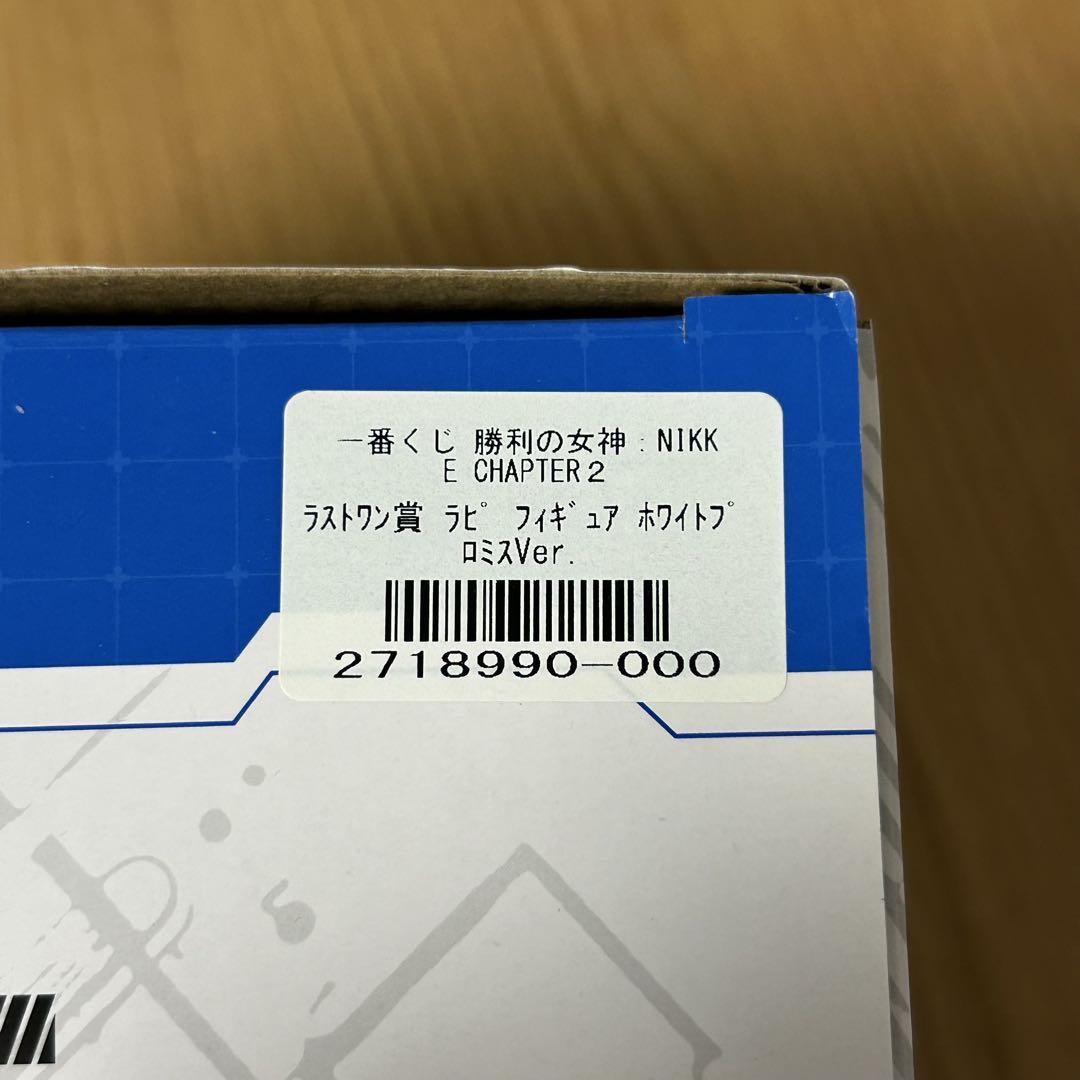 一番くじ 勝利の女神：NIKK
E CHAPTER２
ﾗｽﾄﾜﾝ賞 ﾗﾋﾟ ﾌｨｷﾞｭｱ ﾎﾜｲﾄﾌﾟ
ﾛﾐｽVer.
2718990-000